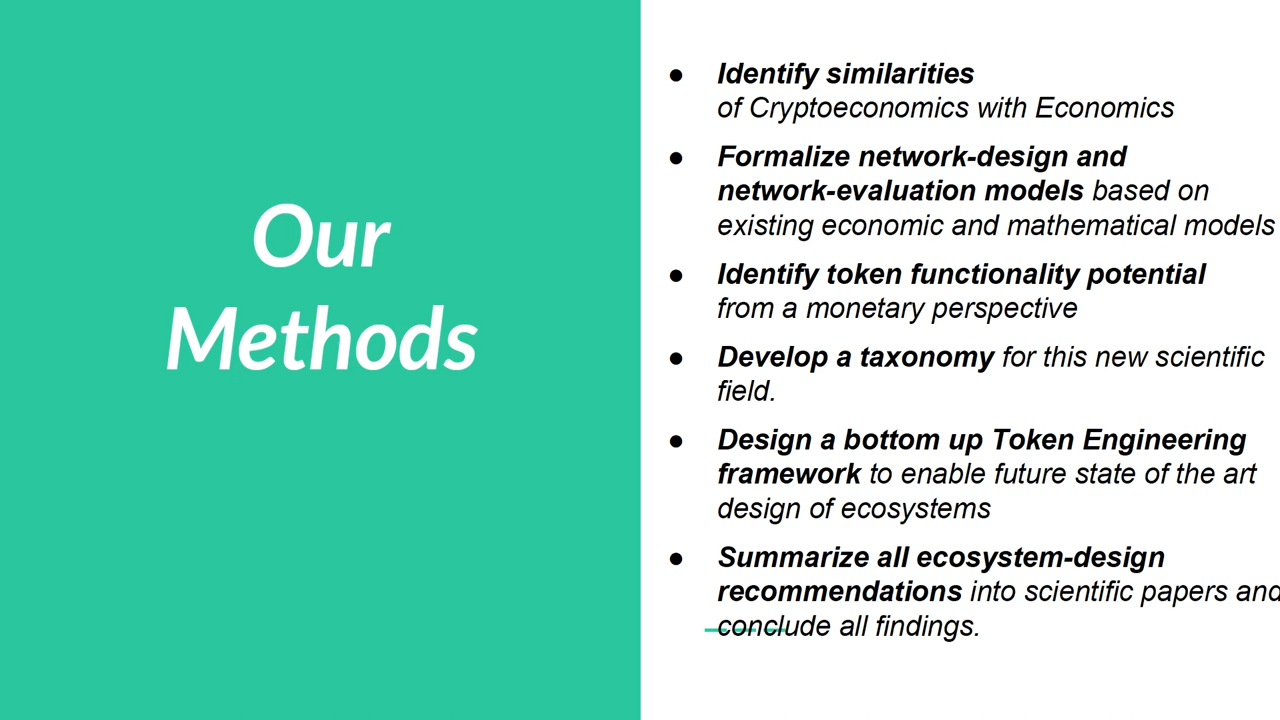 Our
Methods
● Identify similarities
of Cryptoeconomics with Economics
● Formalize network-design and
network-evaluation models based on
existing economic and mathematical models
● Identify token functionality potential
from a monetary perspective
● Develop a taxonomy for this new scientific
field.
● Design a bottom up Token Engineering
framework to enable future state of the art
design of ecosystems
● Summarize all ecosystem-design
recommendations into scientific papers and
conclude all findings.